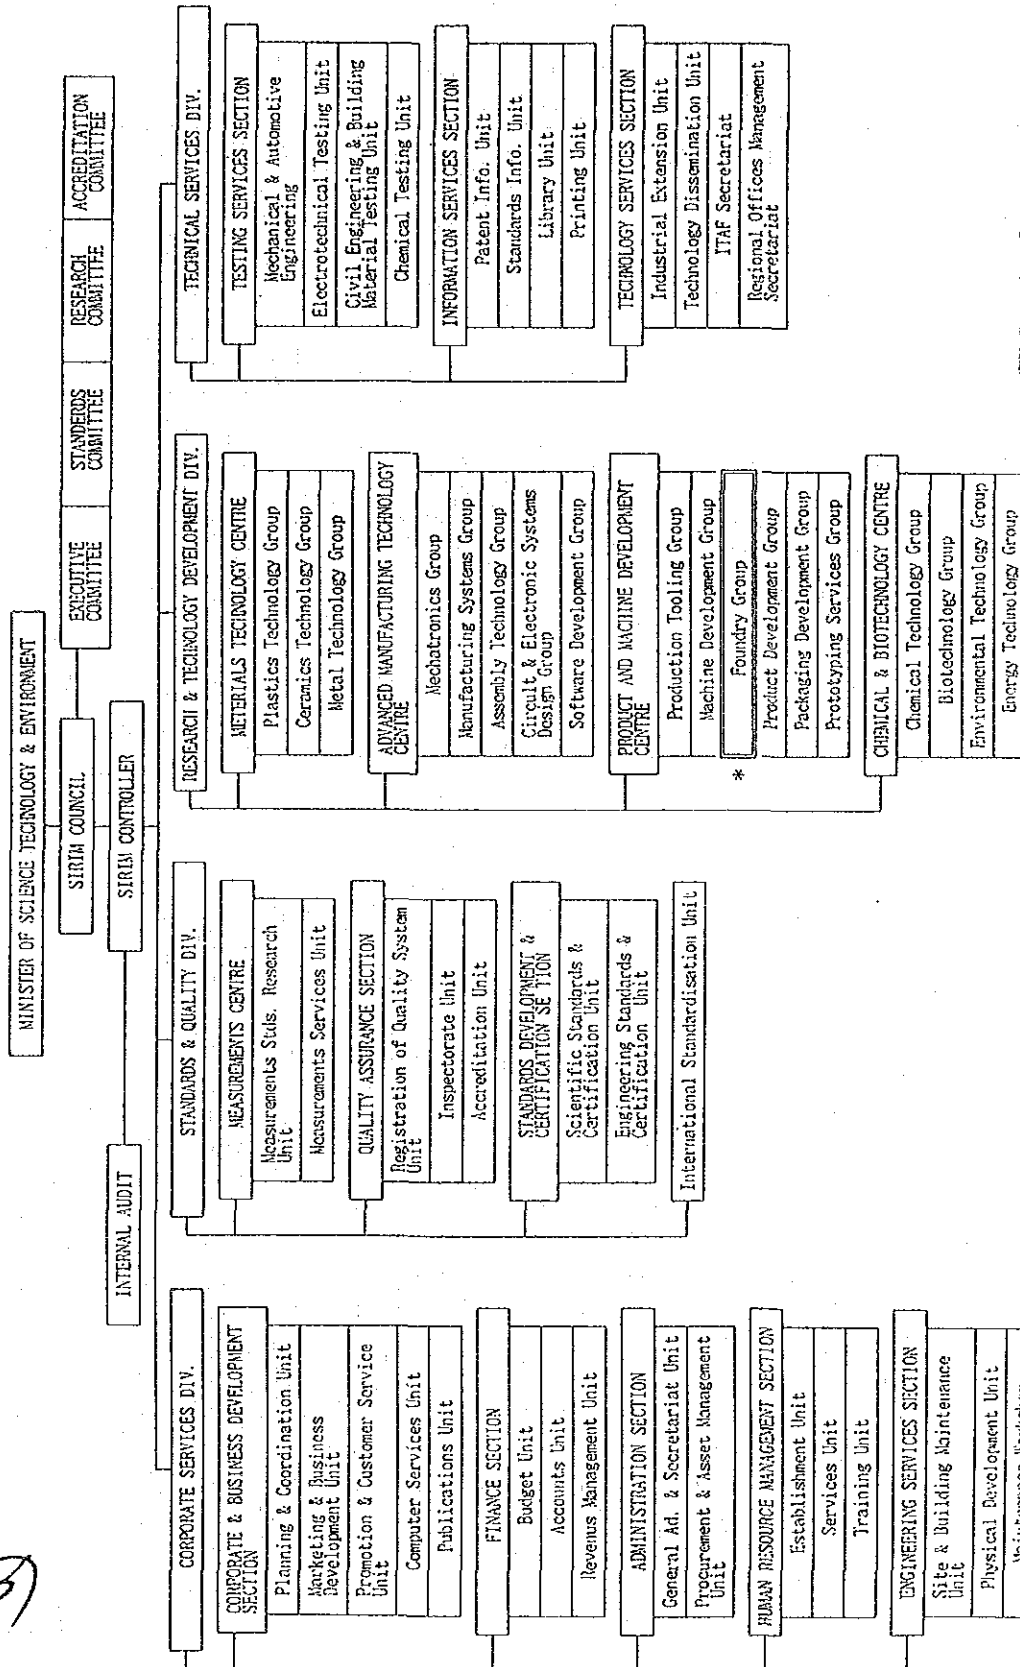 MINISTER OF SCIENCE TECHNOLOGY & ENVIRONMENT
SIRIM COUNCIL
EXECUTIVE
COMMITTEE
STANDERDS
COMMITTEE
RESEARCH
COMMITTEE
ACCREDITATION
COMMITTEE
SIRIM CONTROLLER
INTERNAL AUDIT
CORPORATE SERVICES DIV.
CORPORATE & BUSINESS DEVELOPMENT
SECTION
Planning & Coordination Unit
Marketing & Business
Development Unit
Promotion & Customer Service
Unit
Computer Services Unit
Publications Unit
FINANCE SECTION
Budget Unit
Accounts Unit
Revenus Management Unit
ADMINISTRATION SECTION
General Ad. & Secretariat Unit
Procurement & Asset Management
Unit
HUMAN RESOURCE MANAGEMENT SECTION
Establishment Unit
Services Unit
Training Unit
ENGINEERING SERVICES SECTION
Site & Building Maintenance
Unit
Physical Development Unit
STANDARDS & QUALITY DIV.
MEASUREMENTS CENTRE
Measurements Stds. Research
Unit
Measurements Services Unit
QUALITY ASSURANCE SECTION
Registration of Quality System
Unit
Inspectorate Unit
Accreditation Unit
STANDARDS DEVELOPMENT &
CERTIFICATION SE TION
Scientific Standards &
Certification Unit
Engineering Standards &
Certification Unit
International Standardisation Unit
RESEARCH & TECHNOLOGY DEVELOPMENT DIV.
METERIALS TECHNOLOGY CENTRE
Plastics Technology Group
Ceramics Technology Group
Metal Technology Group
ADVANCED MANUFACTURING TECHNOLOGY
CENTRE
Mechatronics Group
Manufacturing Systems Group
Assembly Technology Group
Circuit & Electronic Systems
Design Group
Software Development Group
PRODUCT AND MACHINE DEVELOPMENT
CENTRE
Production Tooling Group
Machine Development Group
* Foundry Group
Product Development Group
Packaging Development Group
Prototyping Services Group
CHEMICAL & BIOTECHNOLOGY CENTRE
Chemical Technology Group
Biotechnology Group
Environmental Technology Group
Energy Technology Group
TECHNICAL SERVICES DIV.
TESTING SERVICES SECTION
Mechanical & Automotive
Engineering
Electrotechnical Testing Unit
Civil Engineering & Building
Material Testing Unit
Chemical Testing Unit
INFORMATION SERVICES SECTION
Patent Info. Unit
Standards Info. Unit
Library Unit
Printing Unit
TECHNOLOGY SERVICES SECTION
Industrial Extension Unit
Technology Dissemination Unit
ITAF Secretariat
Regional Offices Management
Secretariat